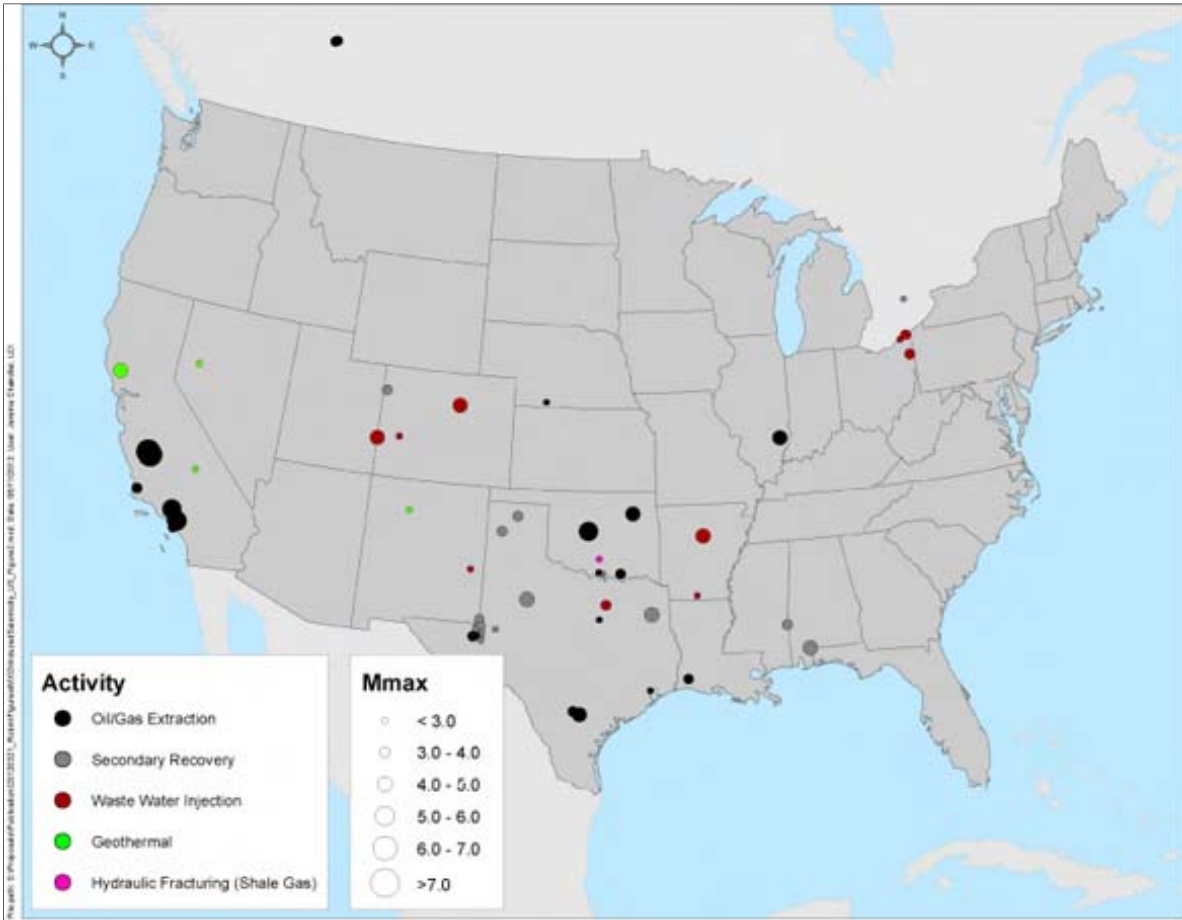 N
W E
S
Activity
Oil/Gas Extraction
Secondary Recovery
Waste Water Injection
Geothermal
Hydraulic Fracturing (Shale Gas)
Mmax
< 3.0
3.0 - 4.0
4.0 - 5.0
5.0 - 6.0
6.0 - 7.0
>7.0